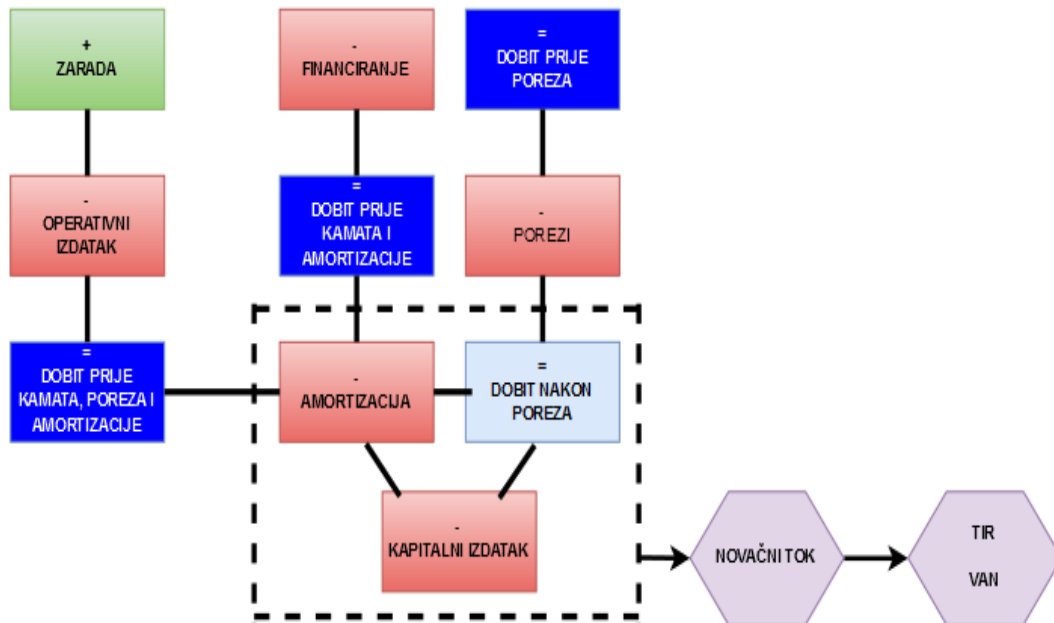 +
ZARADA
-
OPERATIVNI
IZDATAK
=
DOBIT PRIJE
KAMATA, POREZA I
AMORTIZACIJE
-
FINANCIRANJE
=
DOBIT PRIJE
KAMATA I
AMORTIZACIJE
-
AMORTIZACIJA
=
DOBIT PRIJE
POREZA
-
POREZI
=
DOBIT NAKON
POREZA
-
KAPITALNI IZDATAK
NOVAČNI TOK
TIR
VAN